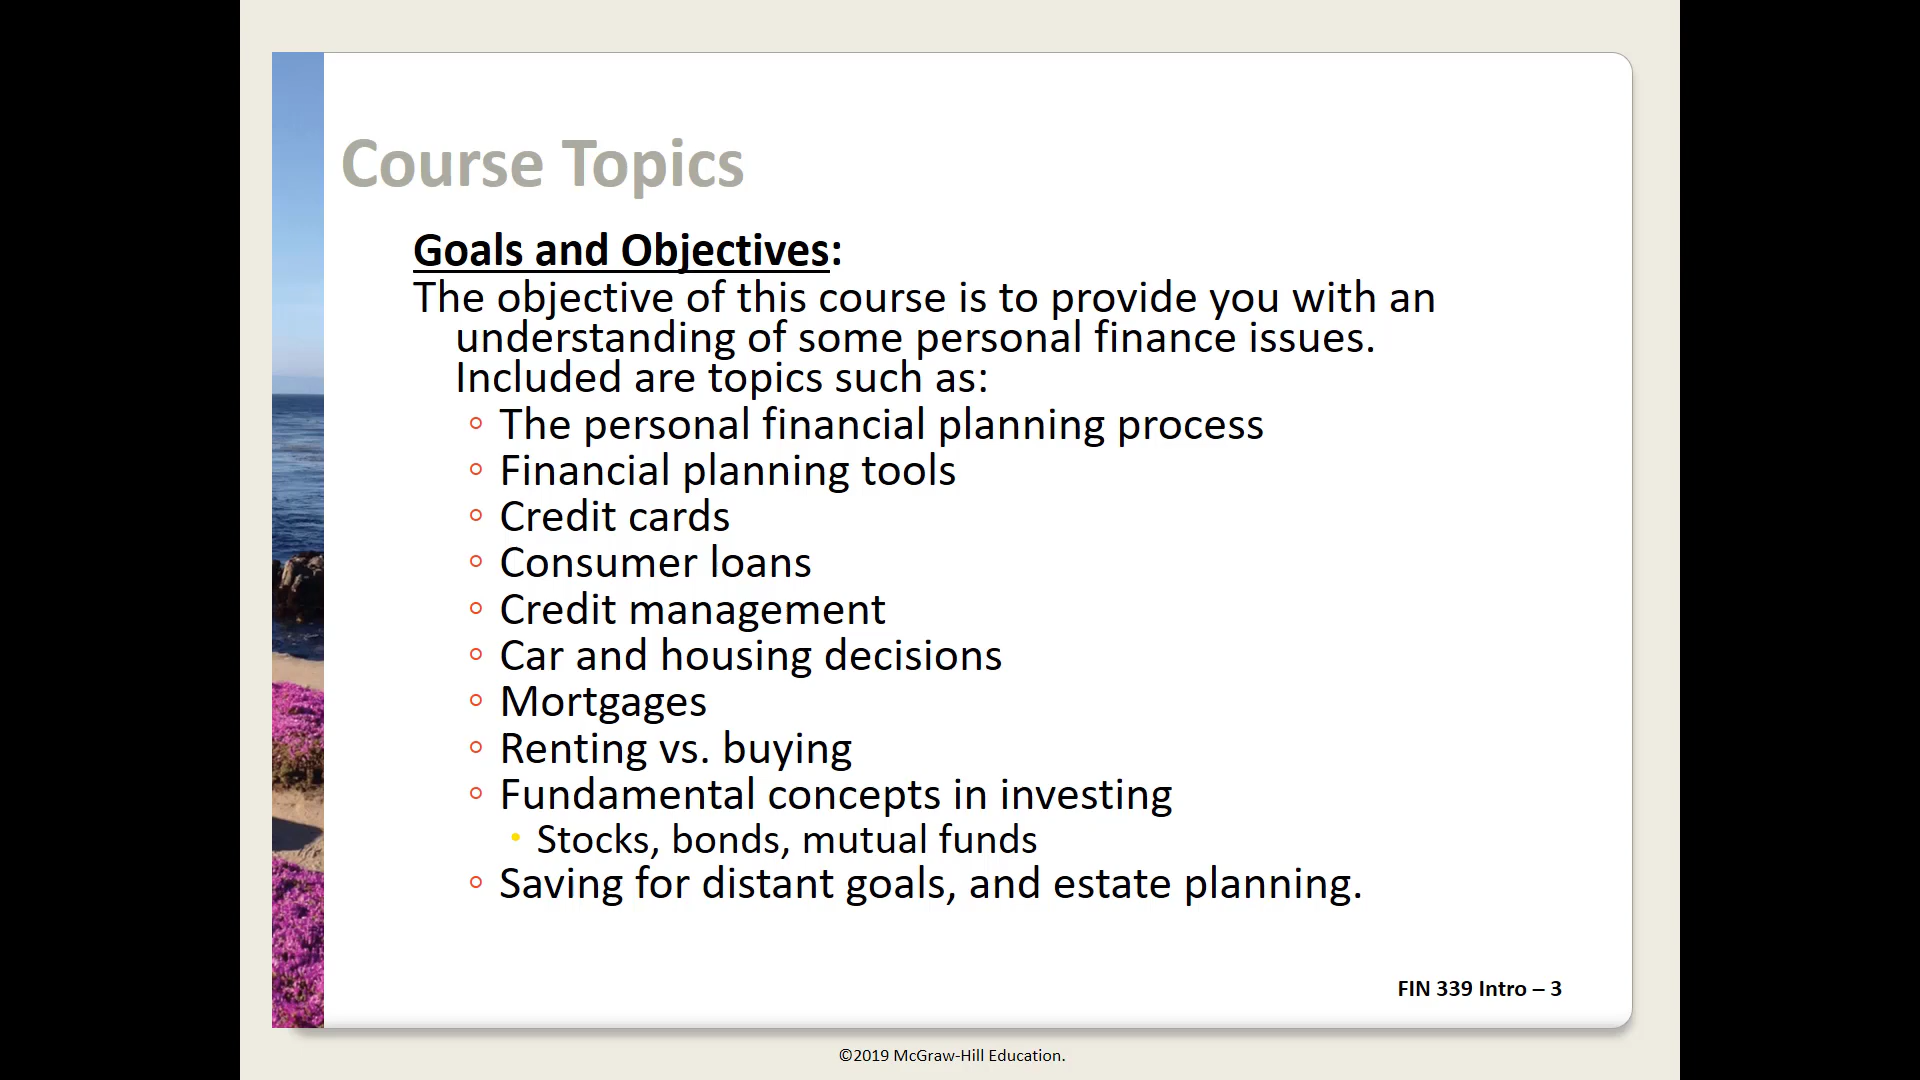 Course Topics
Goals and Objectives:
The objective of this course is to provide you with an
understanding of some personal finance issues.
Included are topics such as:
◦ The personal financial planning process
◦ Financial planning tools
◦ Credit cards
◦ Consumer loans
◦ Credit management
◦ Car and housing decisions
◦ Mortgages
◦ Renting vs. buying
◦ Fundamental concepts in investing
• Stocks, bonds, mutual funds
◦ Saving for distant goals, and estate planning.
FIN 339 Intro – 3
©2019 McGraw-Hill Education.